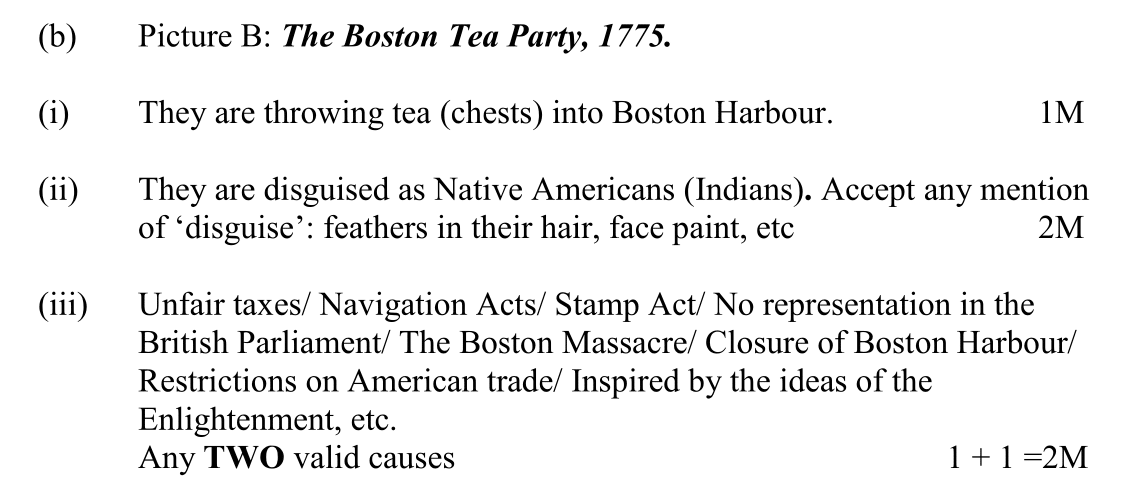 (b) Picture B: The Boston Tea Party, 1775.
(i) They are throwing tea (chests) into Boston Harbour. 1M
(ii) They are disguised as Native Americans (Indians). Accept any mention
of ‘disguise’: feathers in their hair, face paint, etc 2M
(iii) Unfair taxes/ Navigation Acts/ Stamp Act/ No representation in the
British Parliament/ The Boston Massacre/ Closure of Boston Harbour/
Restrictions on American trade/ Inspired by the ideas of the
Enlightenment, etc.
Any TWO valid causes 1 + 1 =2M